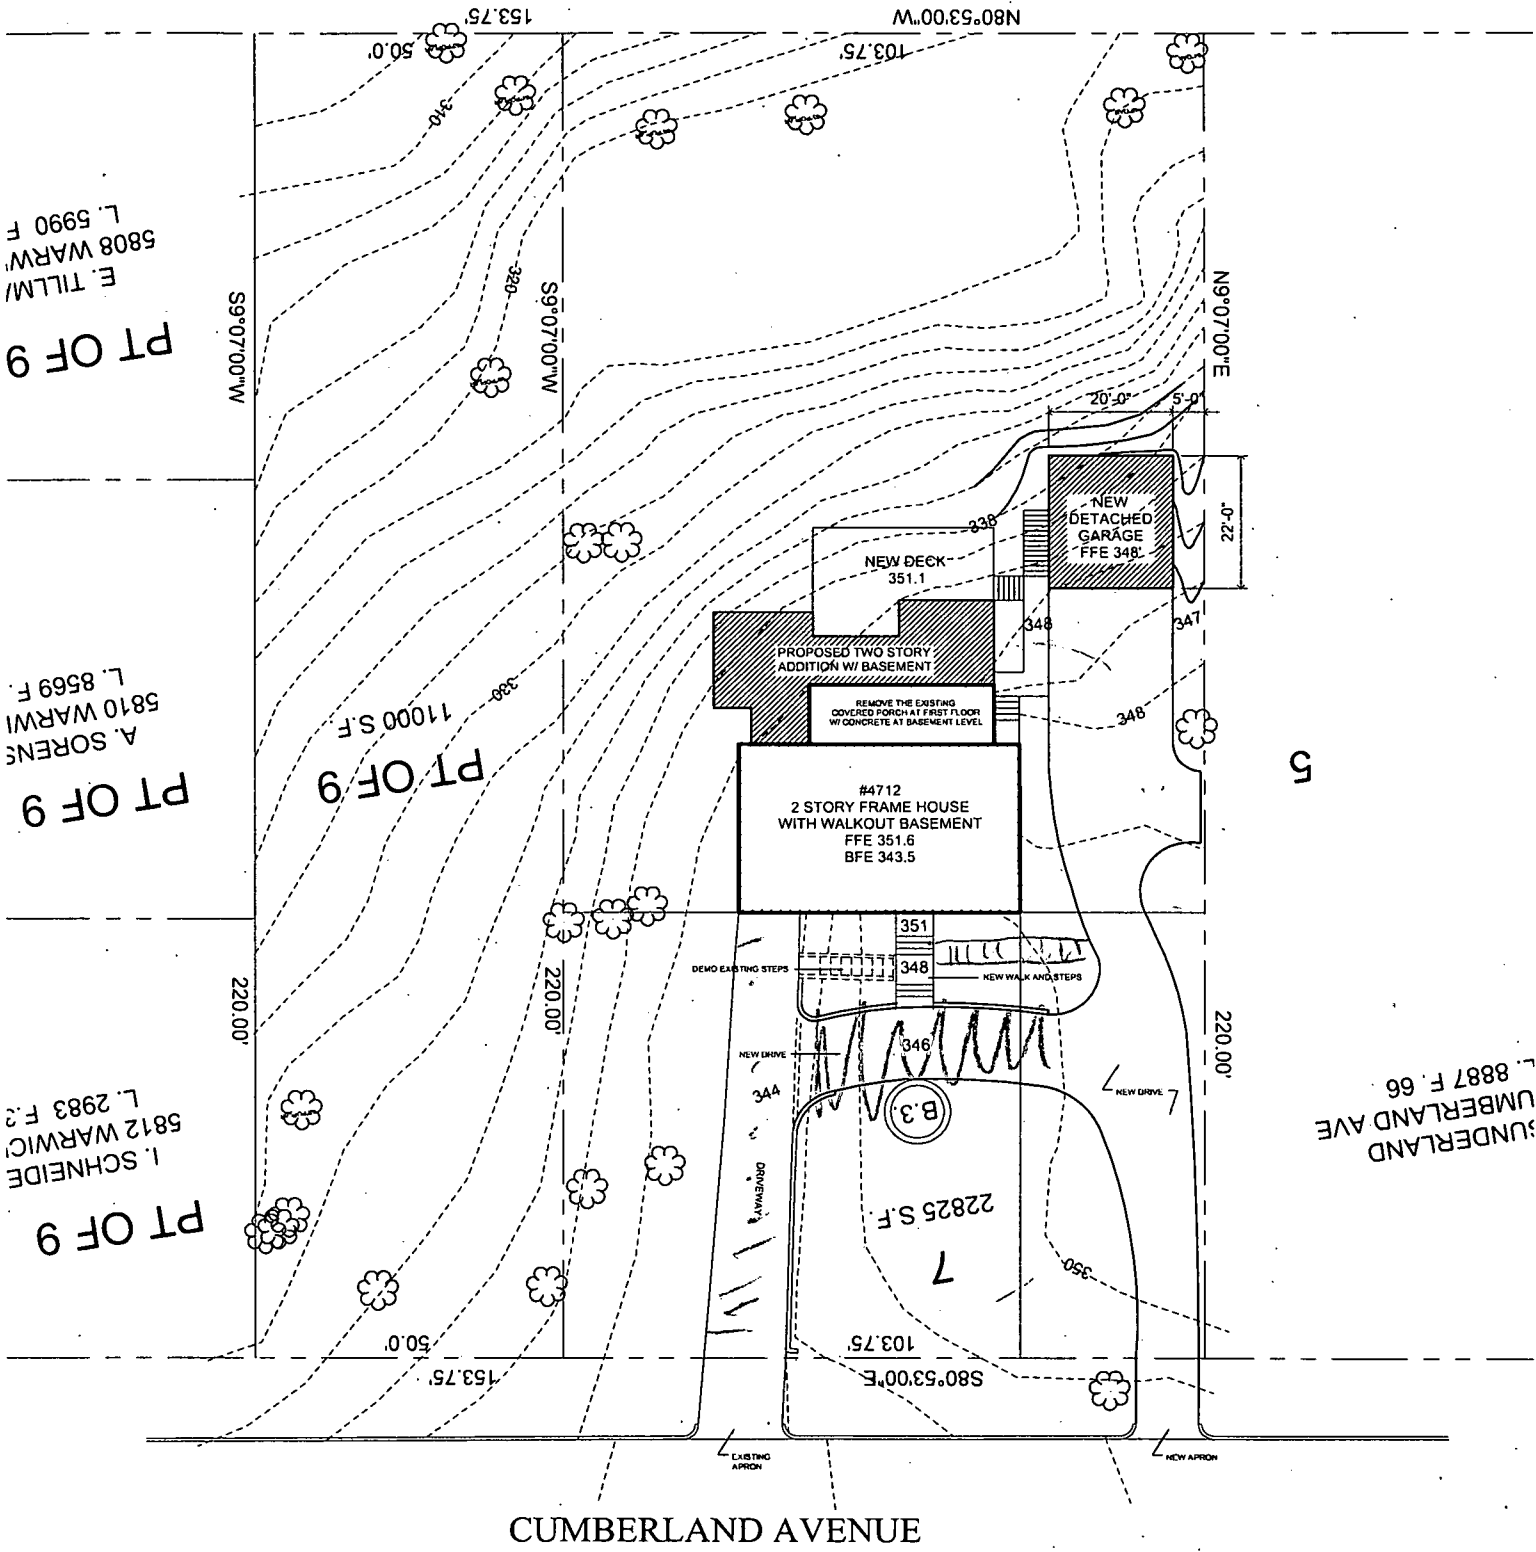 153.75'
N80°53'00"W
50.0'
103.75'
310
L. 5990 F
5808 WARW
E. TILLM
PT OF 9
320
S9°07'00"W
S9°07'00"W
N9°07'00"E
20'-0"
5'-0"
22'-0"
NEW
DETACHED
GARAGE
FFE 348'
338
NEW DECK
351.1
348
347
PROPOSED TWO STORY
ADDITION W/ BASEMENT
REMOVE THE EXISTING
COVERED PORCH AT FIRST FLOOR
W/ CONCRETE AT BASEMENT LEVEL
348
L. 8569 F.
5810 WARWI
A. SORENS
PT OF 9
330
11000 S.F.
PT OF 9
5
#4712
2 STORY FRAME HOUSE
WITH WALKOUT BASEMENT
FFE 351.6
BFE 343.5
351
DEMO EXISTING STEPS
348
NEW WALK AND STEPS
220.00'
220.00'
220.00'
NEW DRIVE
346
344
NEW DRIVE
B.3
DRIVEWAY
L. 2983 F.3
5812 WARWIC
I. SCHNEIDE
PT OF 9
L. 8887 F. 66
UMBERLAND AVE
SUNDERLAND
22825 S.F.
7
350
50.0'
103.75'
153.75'
S80°53'00"E
EXISTING
APRON
NEW APRON
CUMBERLAND AVENUE